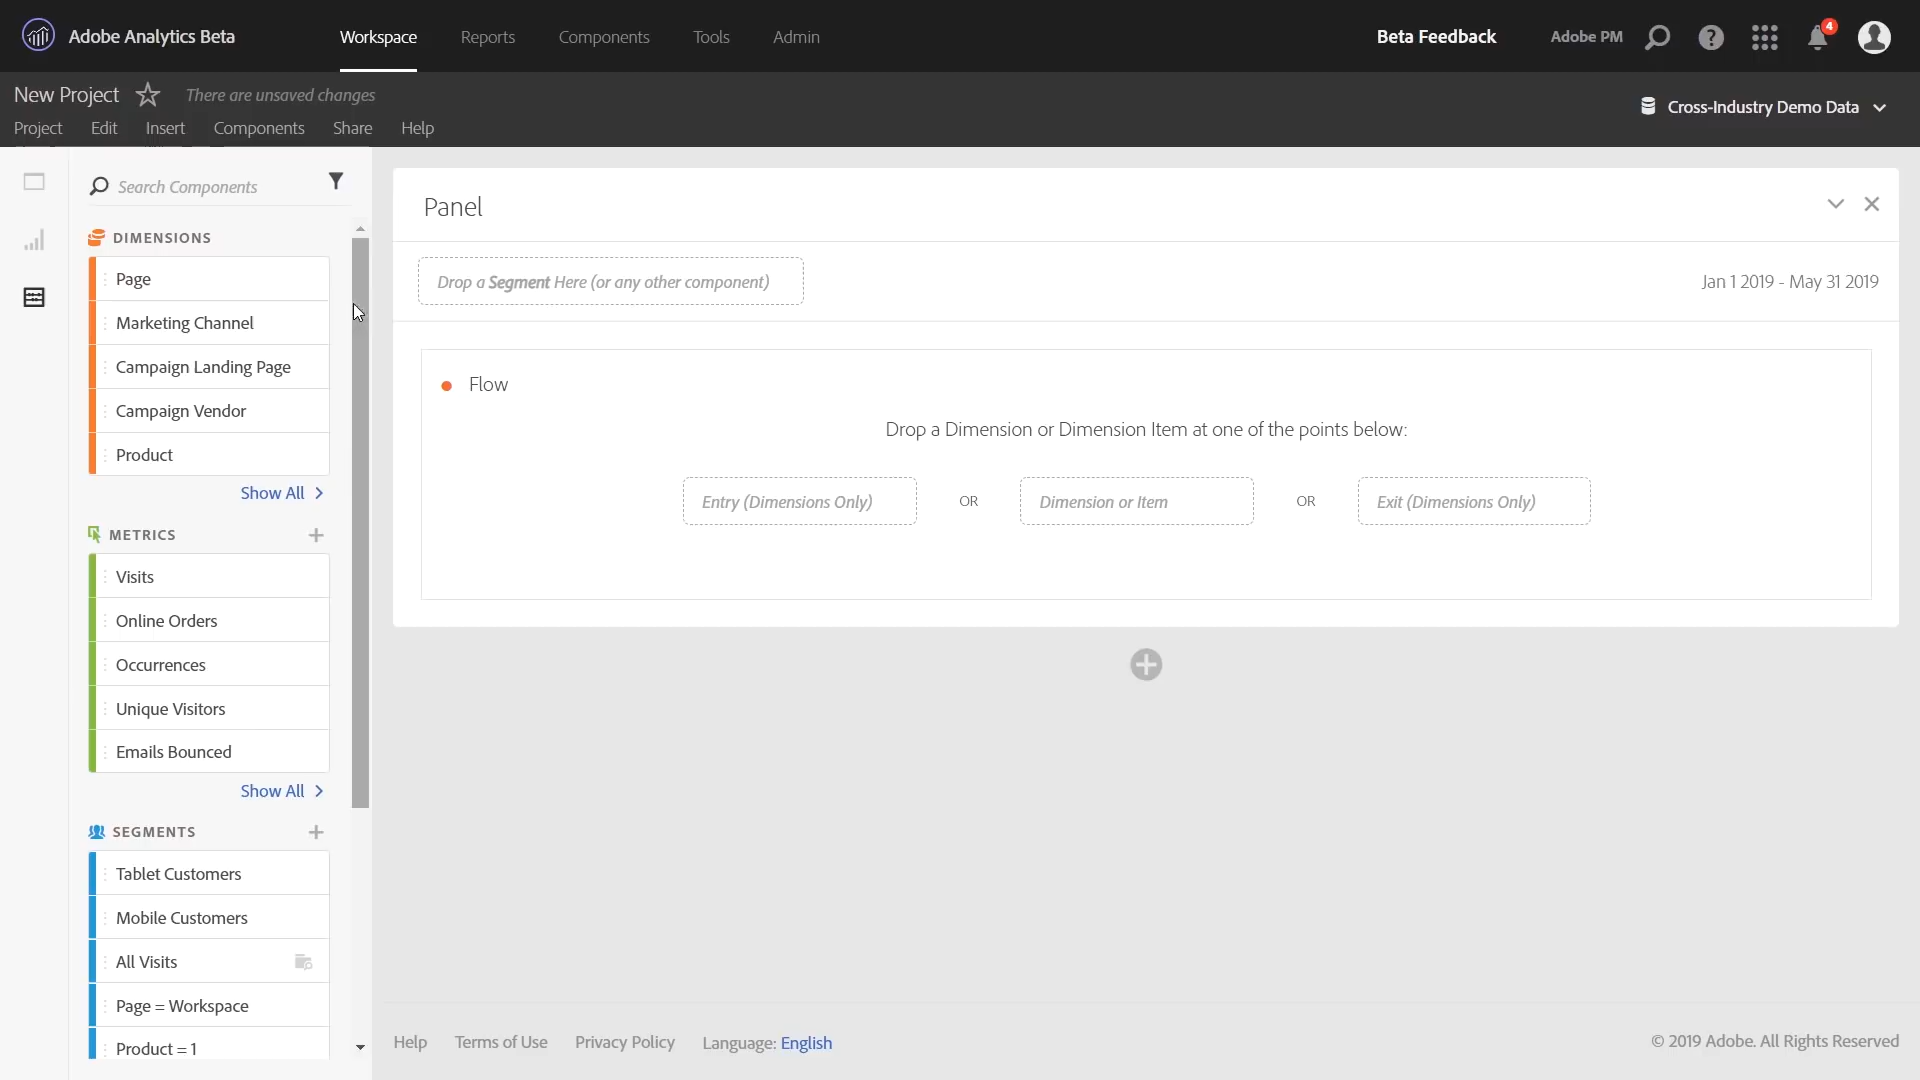 Adobe Analytics Beta
Workspace
Reports
Components
Tools
Admin
Beta Feedback
Adobe PM
?
4
New Project
There are unsaved changes
Project
Edit
Insert
Components
Share
Help
Cross-Industry Demo Data
Search Components
DIMENSIONS
Page
Marketing Channel
Campaign Landing Page
Campaign Vendor
Product
Show All
METRICS
Visits
Online Orders
Occurrences
Unique Visitors
Emails Bounced
Show All
SEGMENTS
Tablet Customers
Mobile Customers
All Visits
Page = Workspace
Product = 1
Panel
Drop a Segment Here (or any other component)
Jan 1 2019 - May 31 2019
Flow
Drop a Dimension or Dimension Item at one of the points below:
Entry (Dimensions Only)
OR
Dimension or Item
OR
Exit (Dimensions Only)
Help
Terms of Use
Privacy Policy
Language: English
© 2019 Adobe. All Rights Reserved